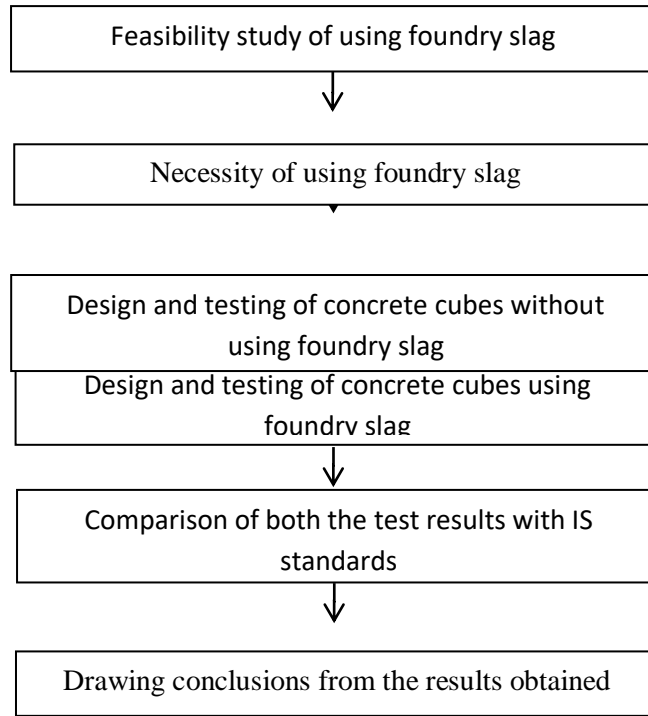 Feasibility study of using foundry slag
Necessity of using foundry slag
Design and testing of concrete cubes without
using foundry slag
Design and testing of concrete cubes using
foundry slag
Comparison of both the test results with IS
standards
Drawing conclusions from the results obtained